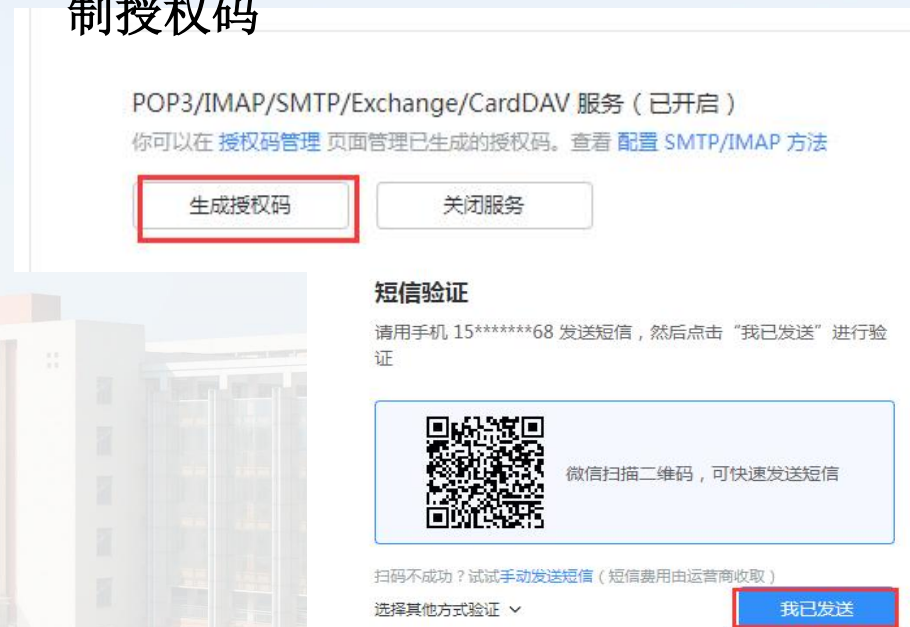 制授权码
POP3/IMAP/SMTP/Exchange/CardDAV 服务（已开启）
你可以在 授权码管理 页面管理已生成的授权码。查看 配置 SMTP/IMAP 方法
生成授权码 关闭服务
短信验证
请用手机 15*******68 发送短信，然后点击“我已发送”进行验
证
微信扫描二维码，可快速发送短信
扫码不成功？试试手动发送短信（短信费用由运营商收取）
选择其他方式验证 我已发送